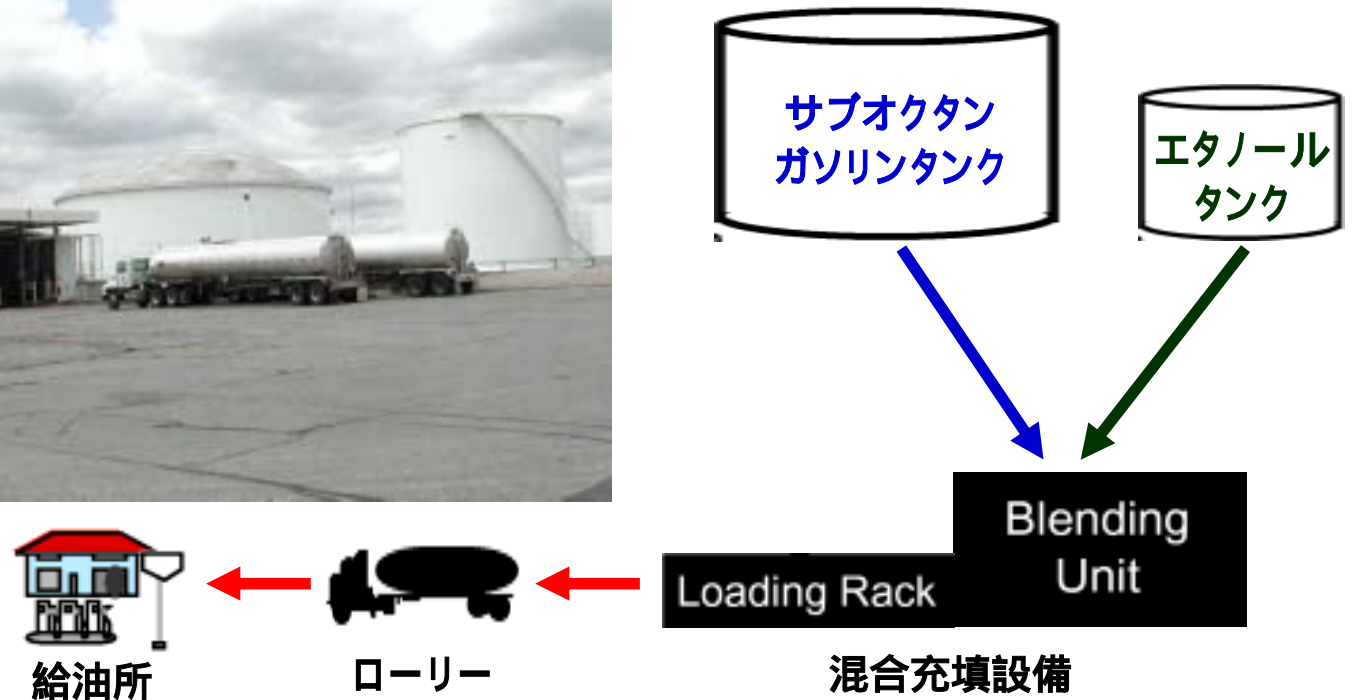 サブオクタン
ガソリンタンク
エタノール
タンク
Blending
Unit
Loading Rack
給油所
ローリー
混合充填設備